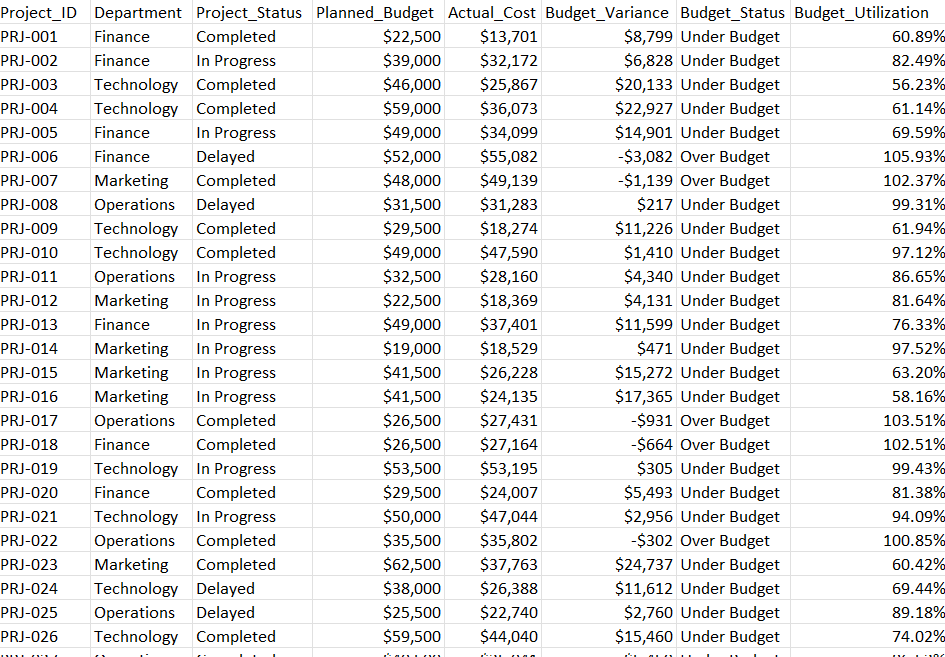 Project_ID Department Project_Status Planned_Budget Actual_Cost Budget_Variance Budget_Status Budget_Utilization
PRJ-001 Finance Completed $22,500 $13,701 $8,799 Under Budget 60.89%
PRJ-002 Finance In Progress $39,000 $32,172 $6,828 Under Budget 82.49%
PRJ-003 Technology Completed $46,000 $25,867 $20,133 Under Budget 56.23%
PRJ-004 Technology Completed $59,000 $36,073 $22,927 Under Budget 61.14%
PRJ-005 Finance In Progress $49,000 $34,099 $14,901 Under Budget 69.59%
PRJ-006 Finance Delayed $52,000 $55,082 -$3,082 Over Budget 105.93%
PRJ-007 Marketing Completed $48,000 $49,139 -$1,139 Over Budget 102.37%
PRJ-008 Operations Delayed $31,500 $31,283 $217 Under Budget 99.31%
PRJ-009 Technology Completed $29,500 $18,274 $11,226 Under Budget 61.94%
PRJ-010 Technology Completed $49,000 $47,590 $1,410 Under Budget 97.12%
PRJ-011 Operations In Progress $32,500 $28,160 $4,340 Under Budget 86.65%
PRJ-012 Marketing In Progress $22,500 $18,369 $4,131 Under Budget 81.64%
PRJ-013 Finance In Progress $49,000 $37,401 $11,599 Under Budget 76.33%
PRJ-014 Marketing In Progress $19,000 $18,529 $471 Under Budget 97.52%
PRJ-015 Marketing In Progress $41,500 $26,228 $15,272 Under Budget 63.20%
PRJ-016 Marketing In Progress $41,500 $24,135 $17,365 Under Budget 58.16%
PRJ-017 Operations Completed $26,500 $27,431 -$931 Over Budget 103.51%
PRJ-018 Finance Completed $26,500 $27,164 -$664 Over Budget 102.51%
PRJ-019 Technology In Progress $53,500 $53,195 $305 Under Budget 99.43%
PRJ-020 Finance Completed $29,500 $24,007 $5,493 Under Budget 81.38%
PRJ-021 Technology In Progress $50,000 $47,044 $2,956 Under Budget 94.09%
PRJ-022 Operations Completed $35,500 $35,802 -$302 Over Budget 100.85%
PRJ-023 Marketing Completed $62,500 $37,763 $24,737 Under Budget 60.42%
PRJ-024 Technology Delayed $38,000 $26,388 $11,612 Under Budget 69.44%
PRJ-025 Operations Delayed $25,500 $22,740 $2,760 Under Budget 89.18%
PRJ-026 Technology Completed $59,500 $44,040 $15,460 Under Budget 74.02%